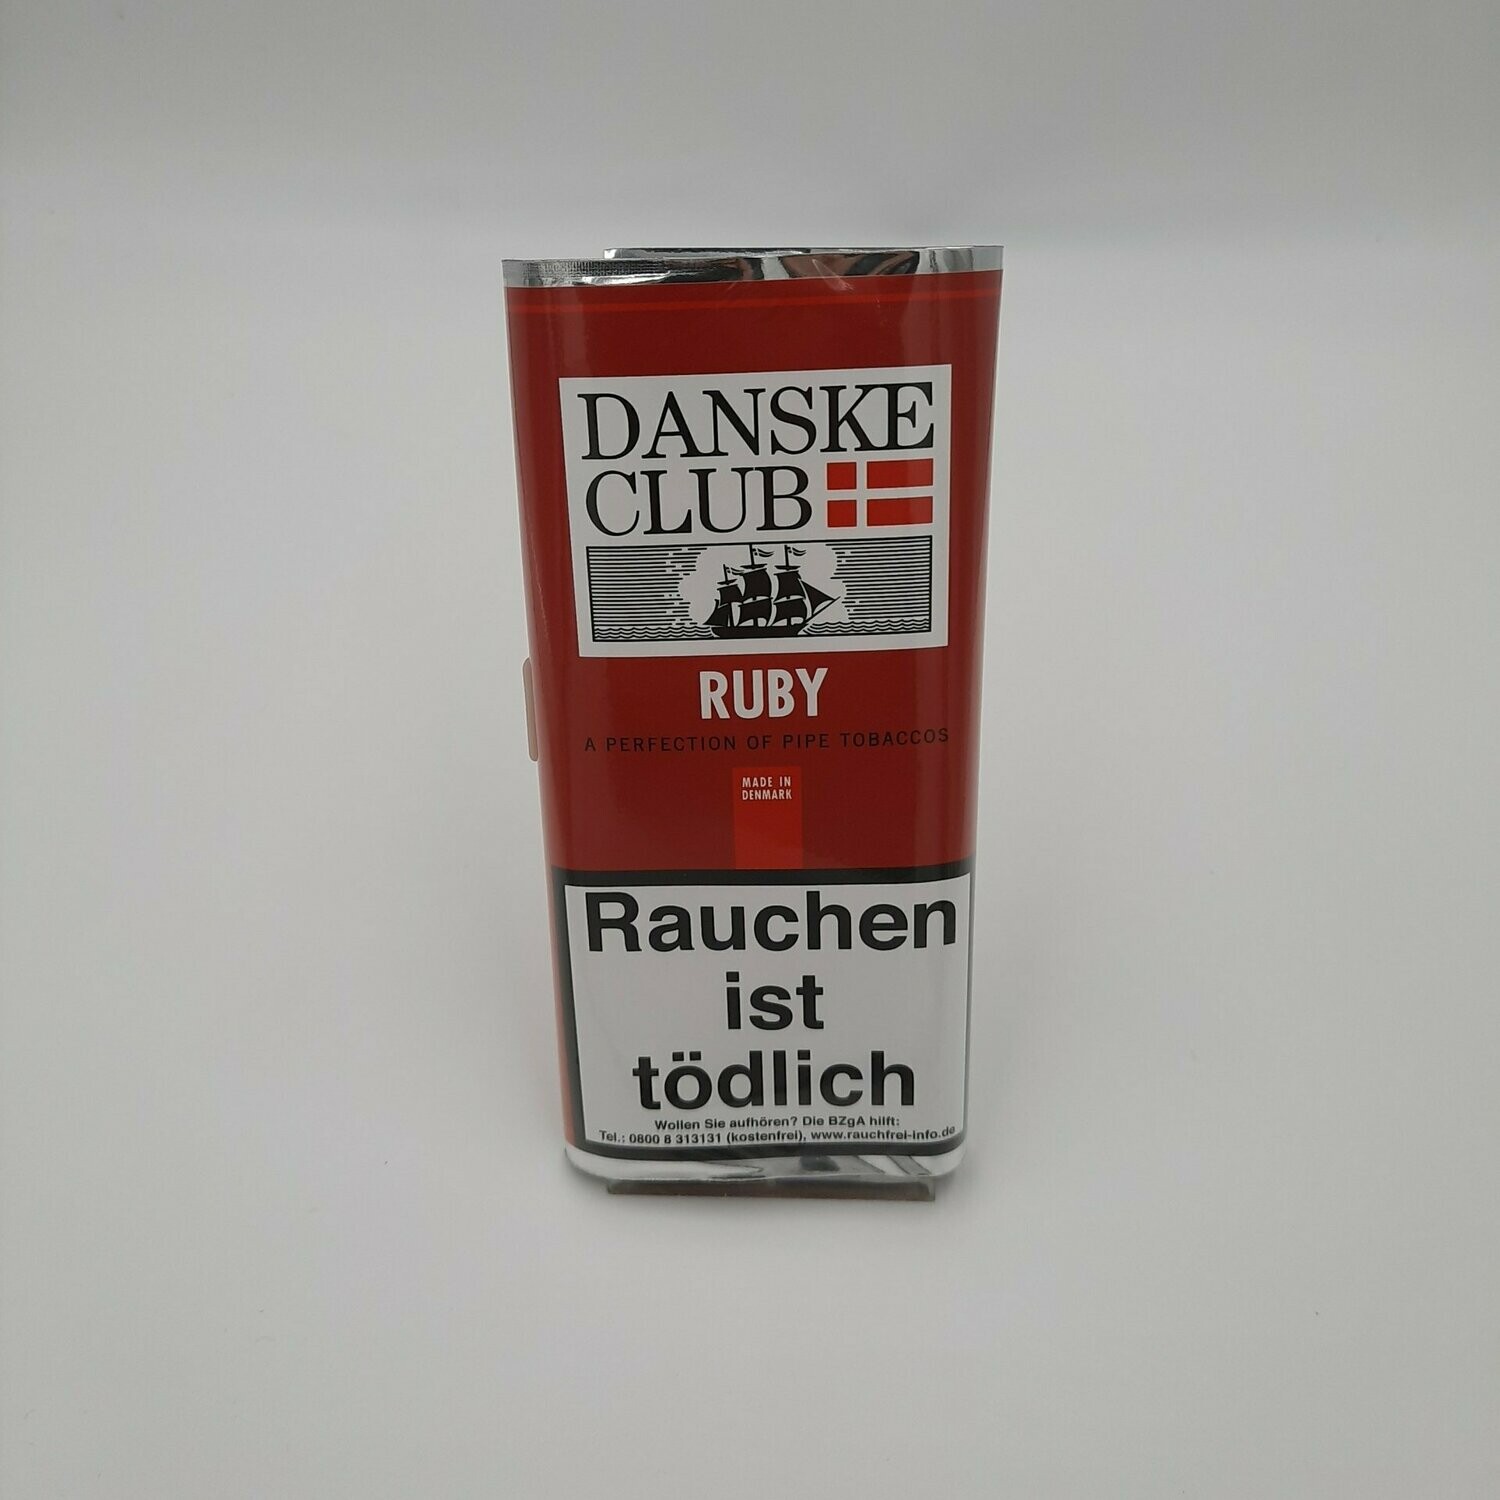 DANSKE
CLUB
RUBY
A PERFECTION OF PIPE TOBACCOS
MADE IN
DENMARK
Rauchen
ist
tödlich
Wollen Sie aufhören? Die BZgA hilft:
Tel.: 0800 8 313131 (kostenfrei), www.rauchfrei-info.de